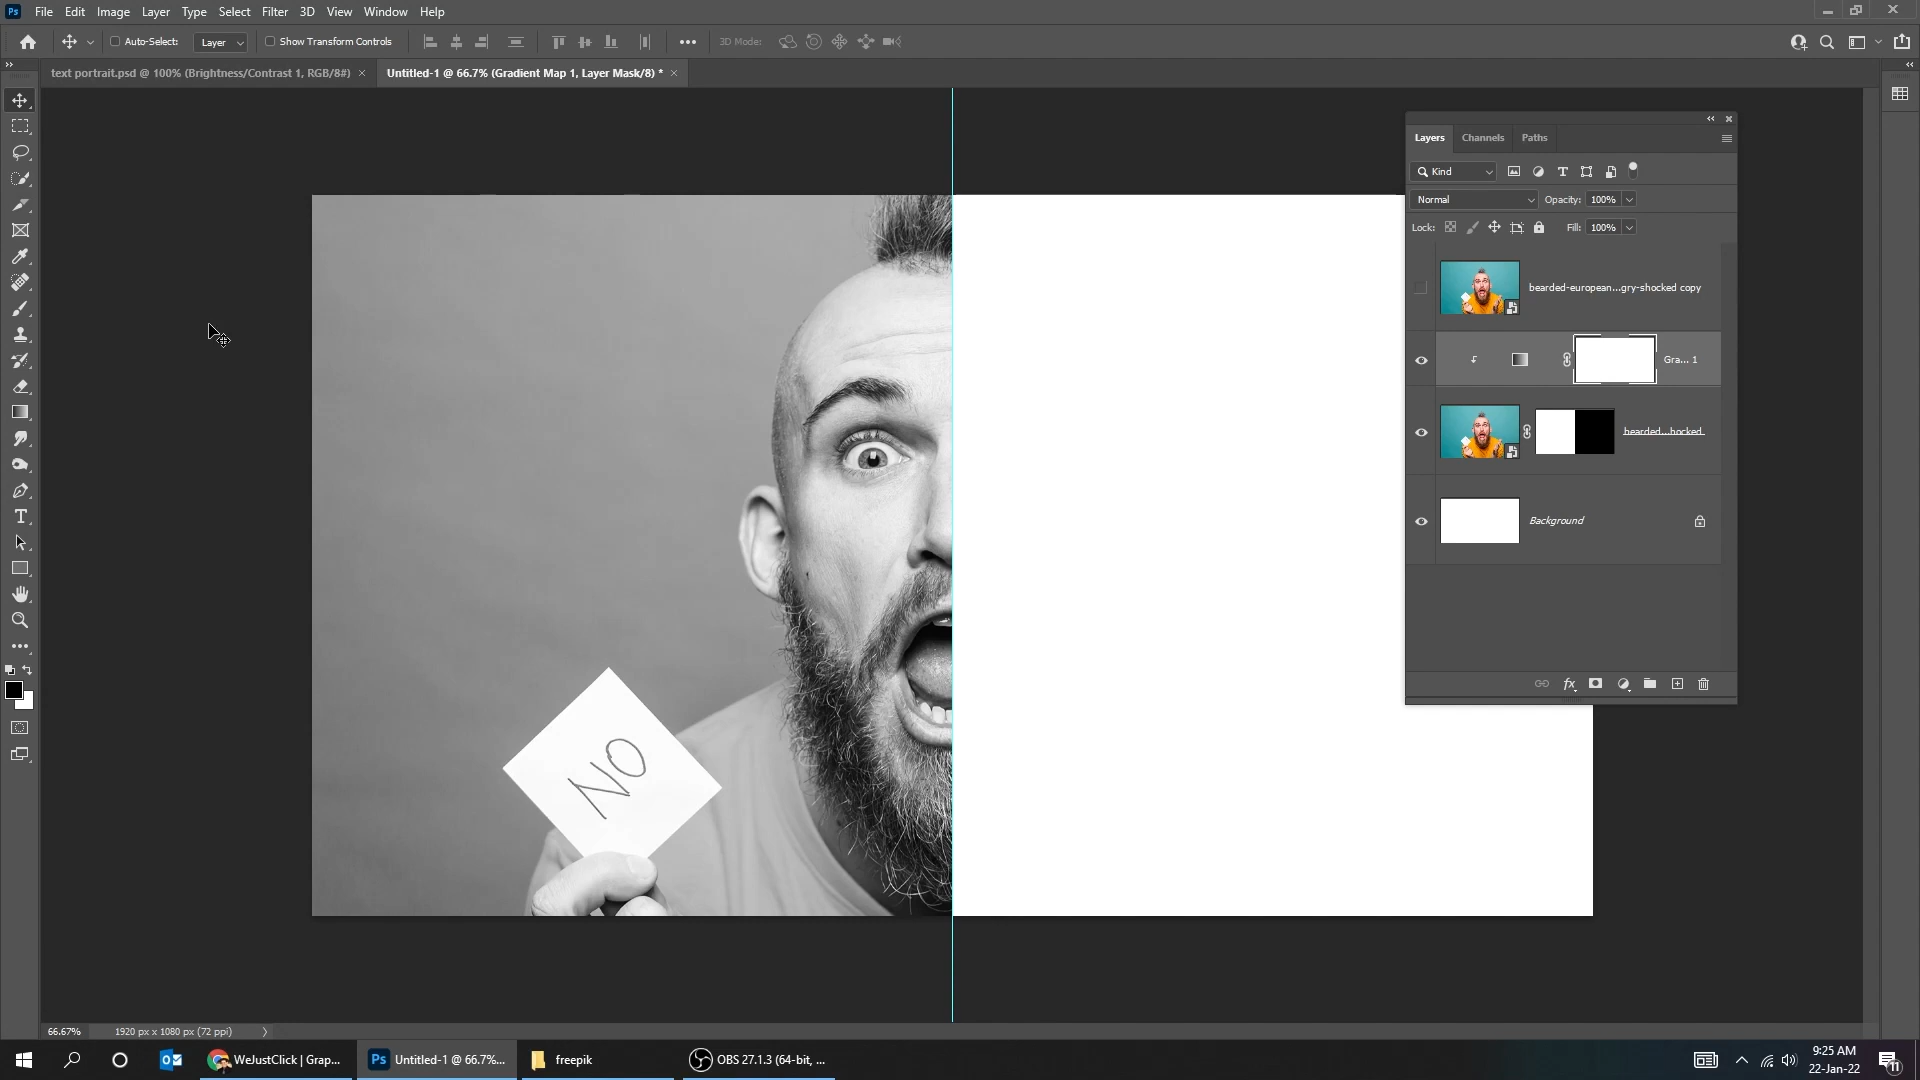 Ps File Edit Image Layer Type Select Filter 3D View Window Help
Auto-Select: Layer Show Transform Controls 3D Mode:
text portrait.psd @ 100% (Brightness/Contrast 1, RGB/8#) × Untitled-1 @ 66.7% (Gradient Map 1, Layer Mask/8) * ×
Layers Channels Paths
Kind
Normal Opacity: 100%
Lock: Fill: 100%
bearded-european...gry-shocked copy
Gra... 1
bearded...hocked
Background
NO
66.67% 1920 px x 1080 px (72 ppi)
WeJustClick | Grap... Ps Untitled-1 @ 66.7%... freepik OBS 27.1.3 (64-bit, ...
9:25 AM
22-Jan-22
11